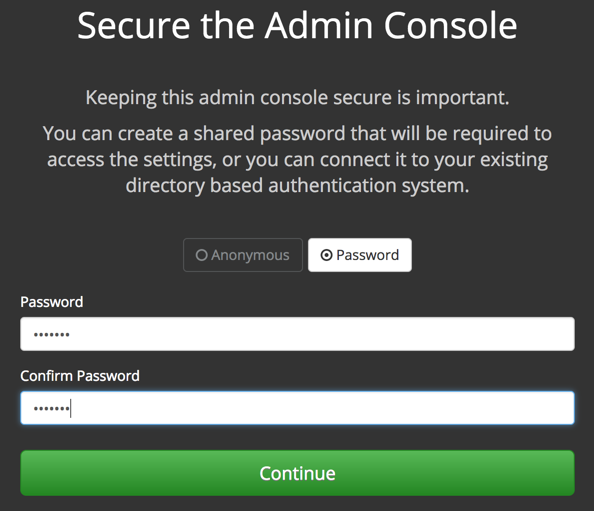 Secure the Admin Console
Keeping this admin console secure is important.
You can create a shared password that will be required to
access the settings, or you can connect it to your existing
directory based authentication system.
Anonymous
Password
Password
•••••••
Confirm Password
•••••••
Continue